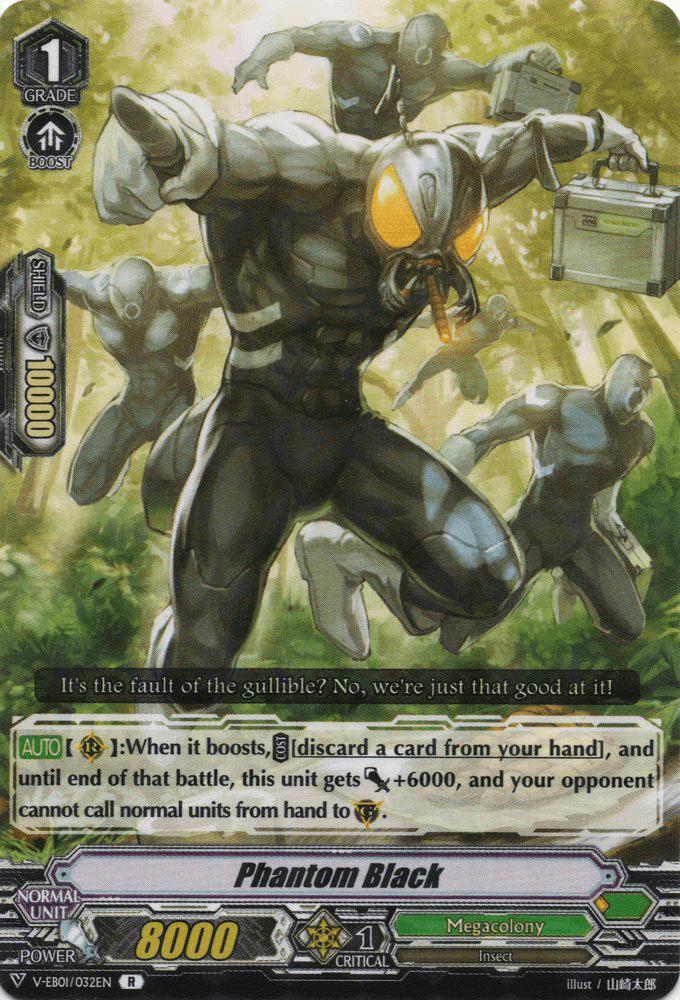 1
GRADE
BOOST
SHIELD 10000
It's the fault of the gullible? No, we're just that good at it!
AUTO【R】:When it boosts, COST [discard a card from your hand], and
until end of that battle, this unit gets +6000, and your opponent
cannot call normal units from hand to G.
Phantom Black
NORMAL
UNIT
POWER 8000 1 CRITICAL
Megacolony
Insect
V-EB01/032EN R illust / 山崎太郎